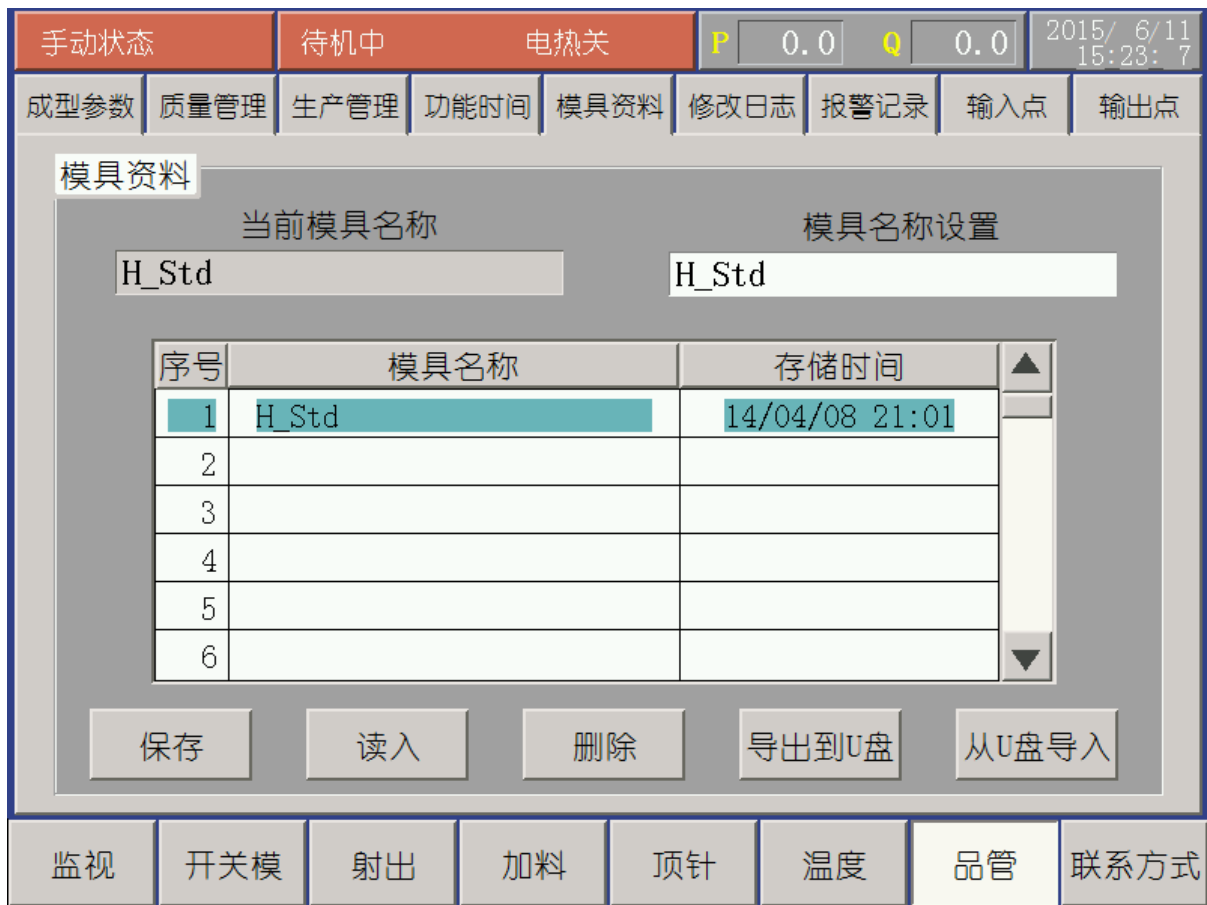 手动状态 待机中 电热关 P 0.0 Q 0.0 2015/ 6/11
15:23: 7
成型参数 质量管理 生产管理 功能时间 模具资料 修改日志 报警记录 输入点 输出点
模具资料
当前模具名称 模具名称设置
H_Std H_Std
序号 模具名称 存储时间
1 H_Std 14/04/08 21:01
2
3
4
5
6
保存 读入 删除 导出到U盘 从U盘导入
监视 开关模 射出 加料 顶针 温度 品管 联系方式